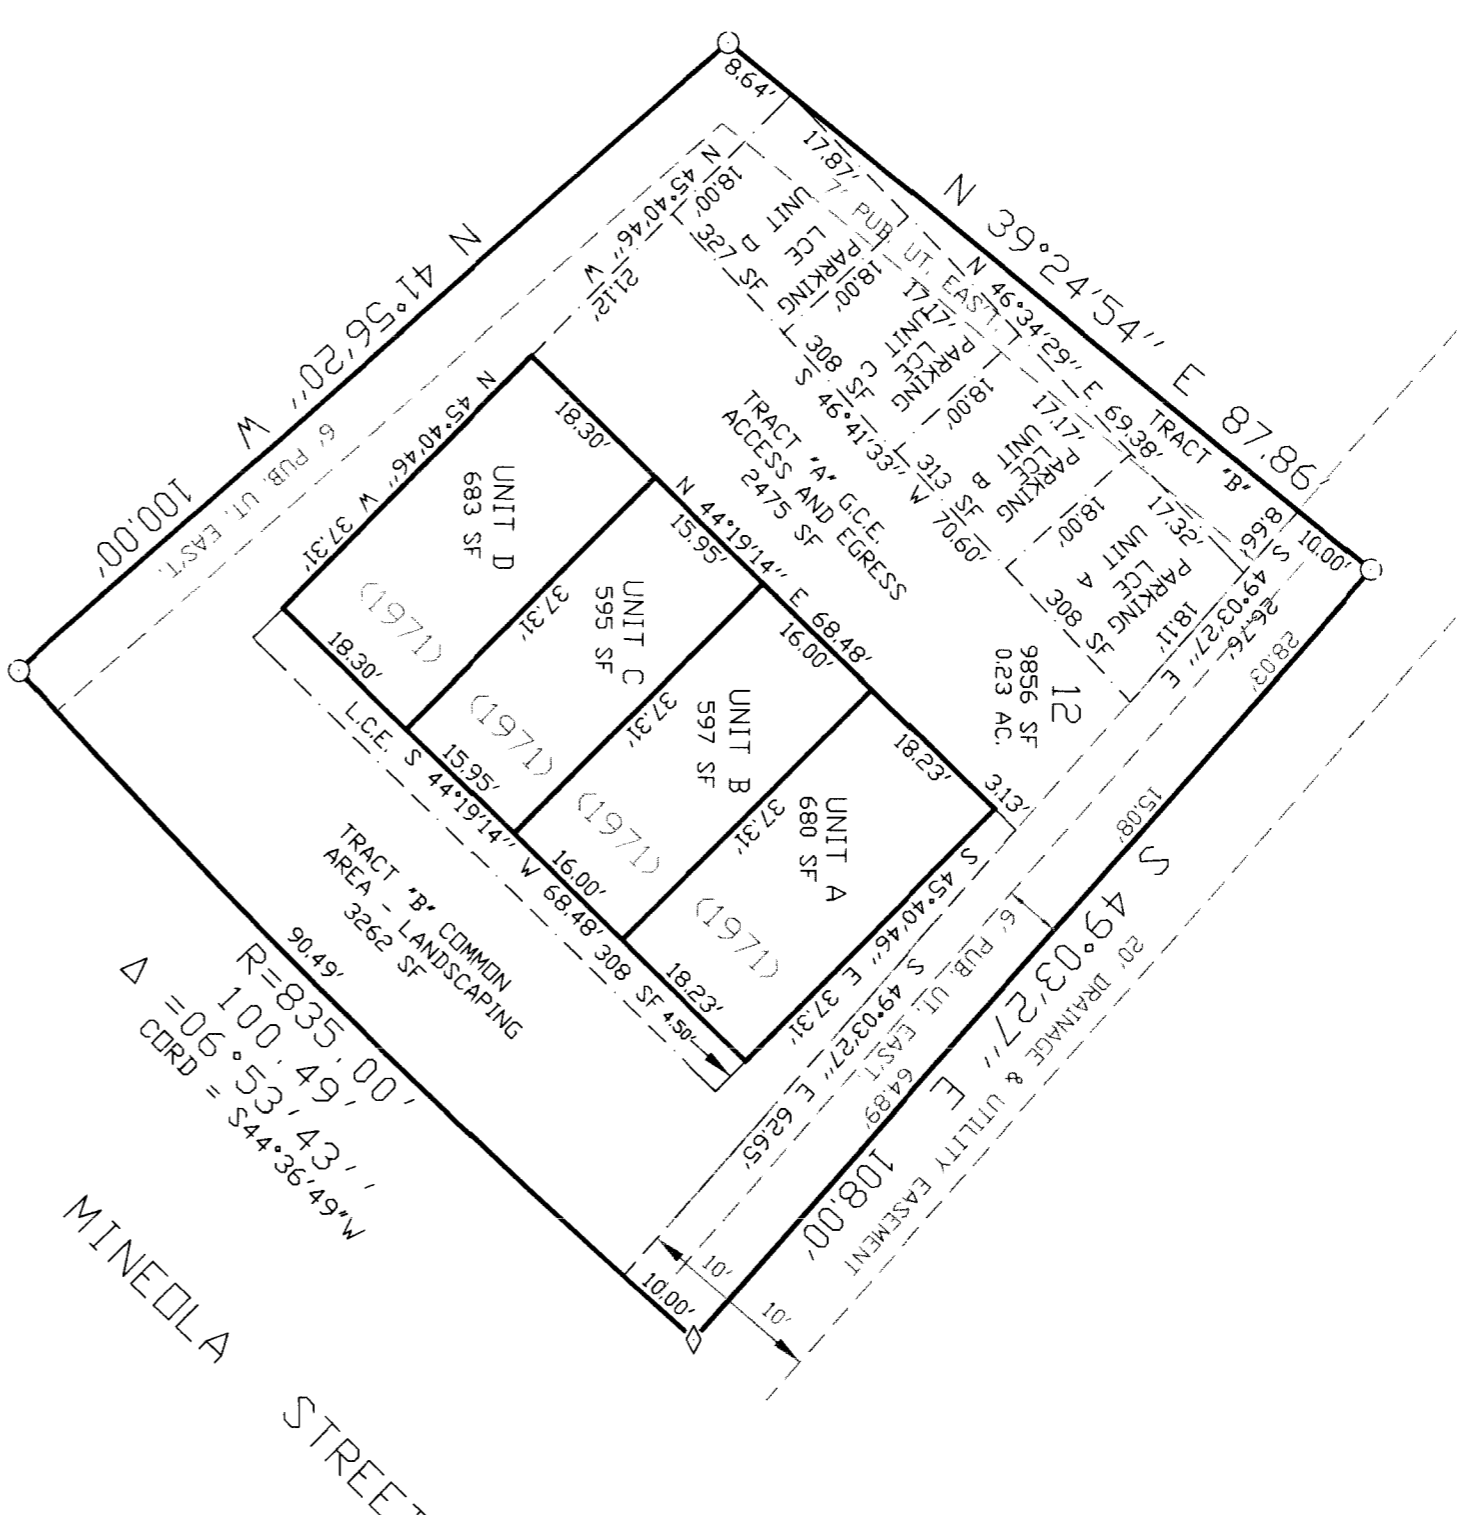 8.64'
N 39°24'54" E 87.86
17.87'
7' PUB. UT. EAS'T.
N 46°34'29" E 69.38'
TRACT "B"
N 45°40'46" W
18.00'
21.12'
UNIT D
LCE
PARKING
327 SF
18.00'
17.17'
UNIT C
LCE
PARKING
308 SF
18.00'
17.17'
UNIT B
LCE
PARKING
313 SF
18.00'
17.32'
UNIT A
LCE
PARKING
308 SF
18.11'
S 46°41'33" W 70.60'
8.66'
10.00'
S 49°03'27" E
26.76'
28.03'
15.08'
TRACT "A" G.C.E.
ACCESS AND EGRESS
2475 SF
12
9856 SF
0.23 AC.
N 41°56'20" W 100.00'
6' PUB. UT. EAS'T.
N 45°40'46" W 37.31'
18.30'
N 44°19'14" E 68.48'
15.95'
16.00'
18.23'
3.13'
UNIT D
683 SF
(1971)
37.31'
UNIT C
595 SF
(1971)
37.31'
UNIT B
597 SF
(1971)
37.31'
UNIT A
680 SF
(1971)
18.30'
15.95'
16.00'
18.23'
L.C.E. S 44°19'14" W 68.48' 308 SF 4.50'
S 45°40'46" E 37.31'
S 49°03'27" E 62.65'
6' PUB. UT. EAS'T.
64.89'
S 49°03'27" E 108.00'
20' DRAINAGE & UTILITY EASEMENT
TRACT "B" COMMON
AREA - LANDSCAPING
3262 SF
90.49'
R=835.00'
100.49'
Δ =06°53'43''
CORD = S44°36'49"W
10.00'
10'
10'
MINEOLA STREET